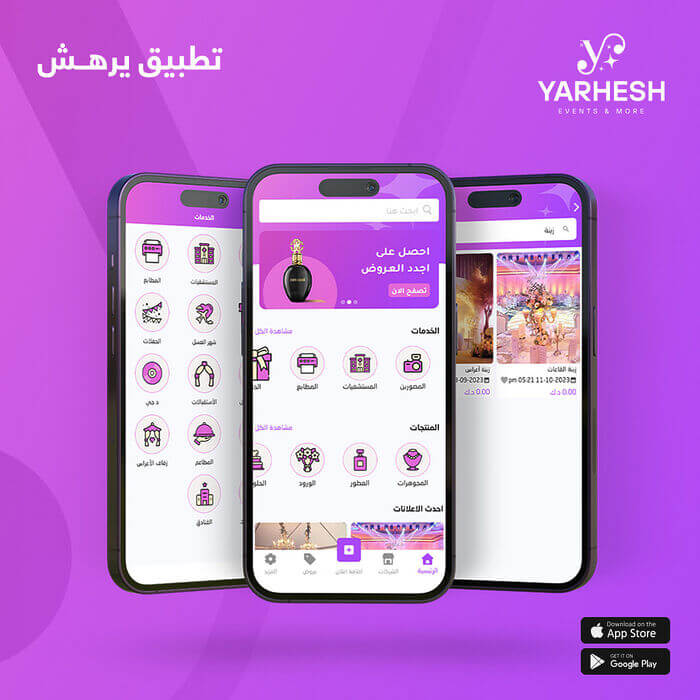 تطبيق يرهـش
YARHESH
EVENTS & MORE
الخدمات
المطابع
المستشفيات
الحفلات
شهر العسل
دجي
الأستقبالات
زفاف الأعراس
المطاعم
الفنادق
ابحث هنا.
احصل على
اجدد العروض
تصفح الان
الخدمات
مشاهدة الكل
المصورين
المستشفيات
المطابع
المنتجات
مشاهدة الكل
المجوهرات
العطور
الورود
الحلو
احدث الاعلانات
الرئيسية
الشركات
اضافة اعلان
عروض
المزيد
زينة
زينة القاعات
pm 05:21 11-10-2023
0.00 د.ك
زينة أعراس
3-09-2023
0.00 د.ك
Download on the
App Store
GET IT ON
Google Play